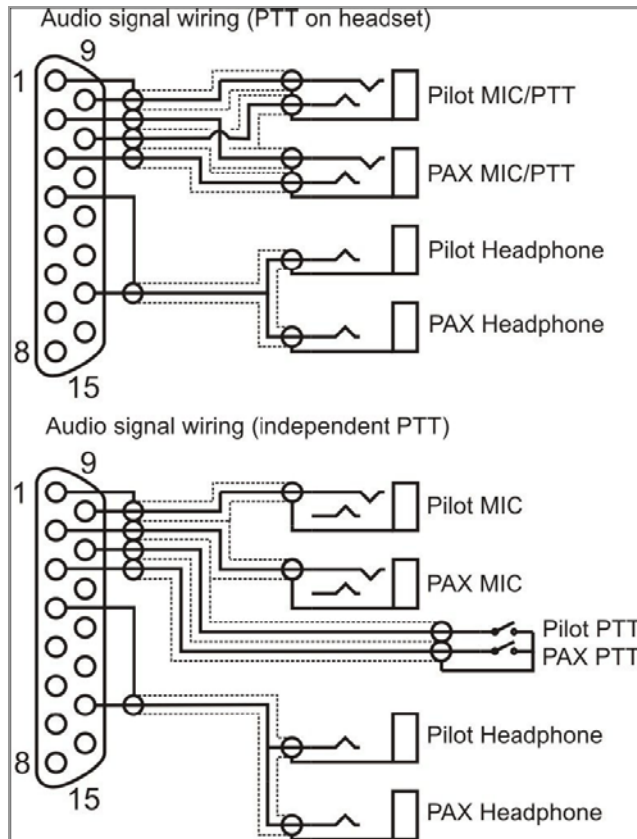 Audio signal wiring (PTT on headset)
9
1
Pilot MIC/PTT
PAX MIC/PTT
Pilot Headphone
PAX Headphone
8
15
Audio signal wiring (independent PTT)
9
1
Pilot MIC
PAX MIC
Pilot PTT
PAX PTT
Pilot Headphone
8
15
PAX Headphone